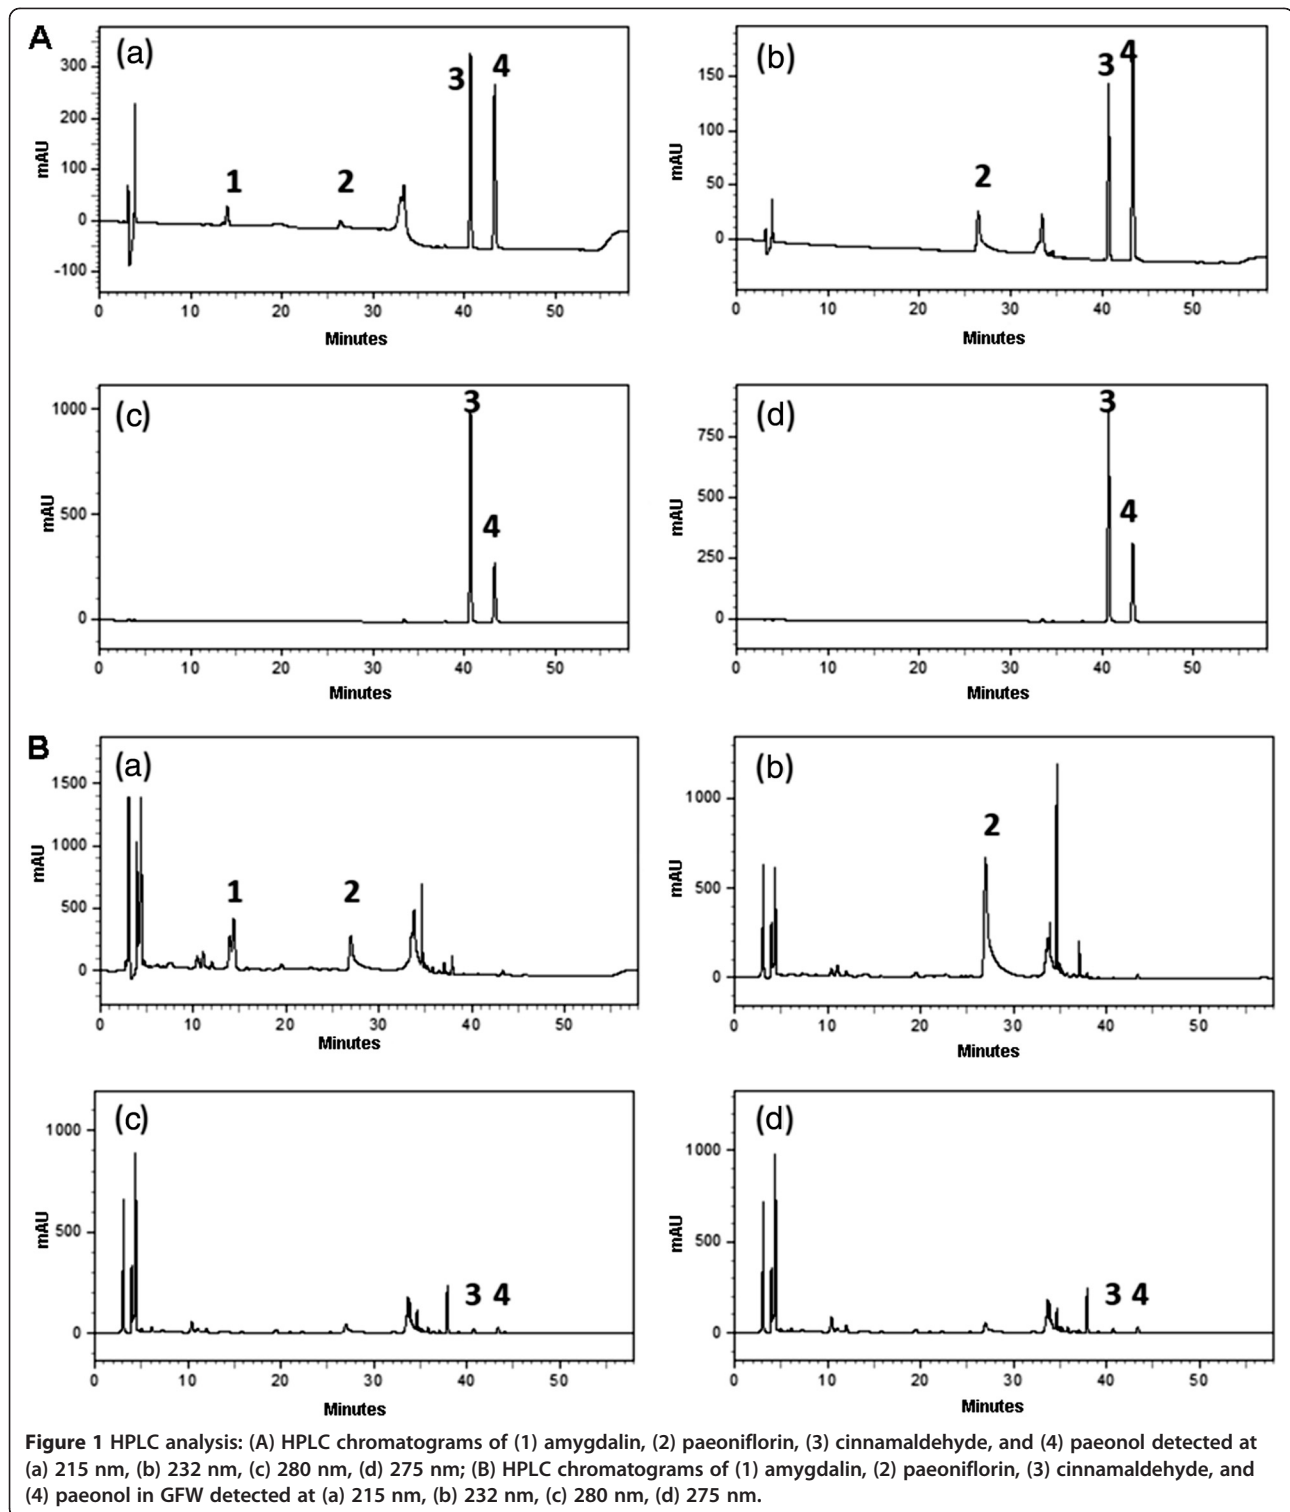 A
(a)
300
200
100
0
-100
mAU
1
2
3
4
0 10 20 30 40 50
Minutes
(b)
150
100
50
0
mAU
2
3
4
0 10 20 30 40 50
Minutes
(c)
1000
500
0
mAU
3
4
0 10 20 30 40 50
Minutes
(d)
750
500
250
0
mAU
3
4
0 10 20 30 40 50
Minutes
B
(a)
1500
1000
500
0
mAU
1
2
0 10 20 30 40 50
Minutes
(b)
1000
500
0
mAU
2
0 10 20 30 40 50
Minutes
(c)
1000
500
0
mAU
3 4
0 10 20 30 40 50
Minutes
(d)
1000
500
0
mAU
3 4
0 10 20 30 40 50
Minutes
Figure 1 HPLC analysis: (A) HPLC chromatograms of (1) amygdalin, (2) paeoniflorin, (3) cinnamaldehyde, and (4) paeonol detected at
(a) 215 nm, (b) 232 nm, (c) 280 nm, (d) 275 nm; (B) HPLC chromatograms of (1) amygdalin, (2) paeoniflorin, (3) cinnamaldehyde, and
(4) paeonol in GFW detected at (a) 215 nm, (b) 232 nm, (c) 280 nm, (d) 275 nm.